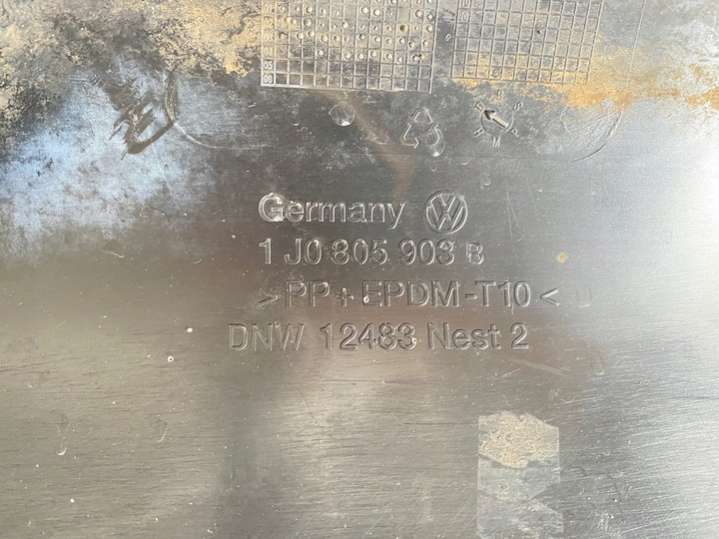 Germany
1 J0 805 903 B
>PP+EPDM-T10<
DNW 12483 Nest 2